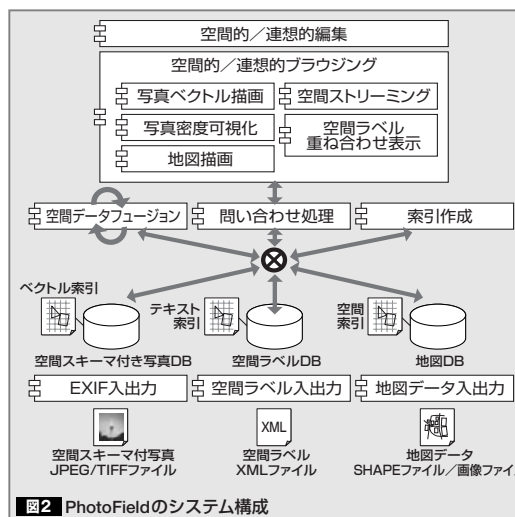 空間的／連想的編集
空間的／連想的ブラウジング
写真ベクトル描画
空間ストリーミング
写真密度可視化
空間ラベル
重ね合わせ表示
地図描画
空間データフュージョン
問い合わせ処理
索引作成
ベクトル索引
テキスト
索引
空間
索引
空間スキーマ付き写真DB
空間ラベルDB
地図DB
EXIF入出力
空間ラベル入出力
地図データ入出力
XML
空間スキーマ付写真
JPEG/TIFFファイル
空間ラベル
XMLファイル
地図データ
SHAPEファイル／画像ファイ
図2 PhotoFieldのシステム構成